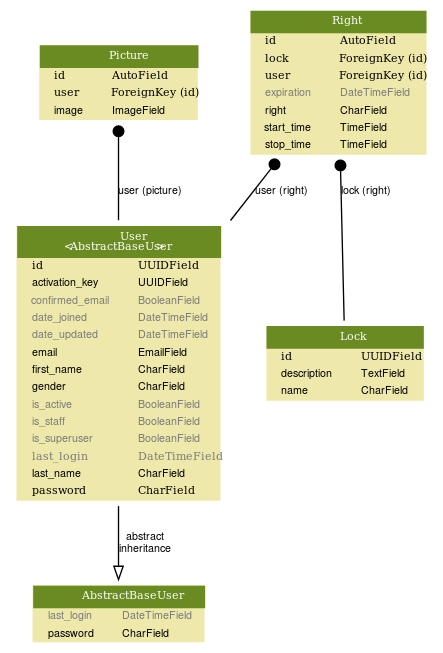 Picture
id AutoField
user ForeignKey (id)
image ImageField
Right
id AutoField
lock ForeignKey (id)
user ForeignKey (id)
expiration DateTimeField
right CharField
start_time TimeField
stop_time TimeField
user (picture)
user (right)
lock (right)
User
<AbstractBaseUser>
id UUIDField
activation_key UUIDField
confirmed_email BooleanField
date_joined DateTimeField
date_updated DateTimeField
email EmailField
first_name CharField
gender CharField
is_active BooleanField
is_staff BooleanField
is_superuser BooleanField
last_login DateTimeField
last_name CharField
password CharField
Lock
id UUIDField
description TextField
name CharField
abstract
inheritance
AbstractBaseUser
last_login DateTimeField
password CharField